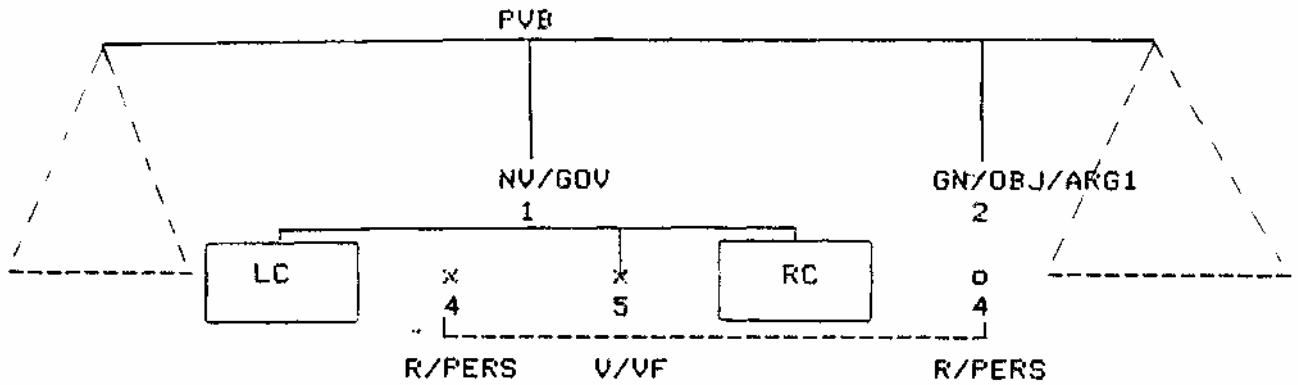 PVB
NV/GOV GN/OBJ/ARG1
1 2
LC x x RC o
4 5 4
R/PERS V/VF R/PERS